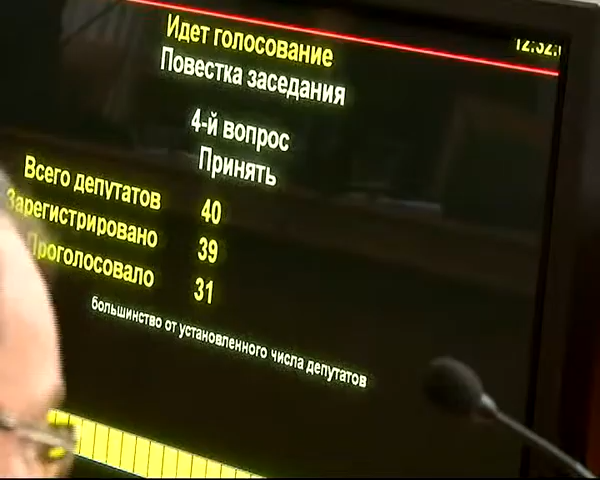 Идет голосование
Повестка заседания
4-й вопрос
Принять
Всего депутатов 40
Зарегистрировано 39
Проголосовало 31
большинство от установленного числа депутатов